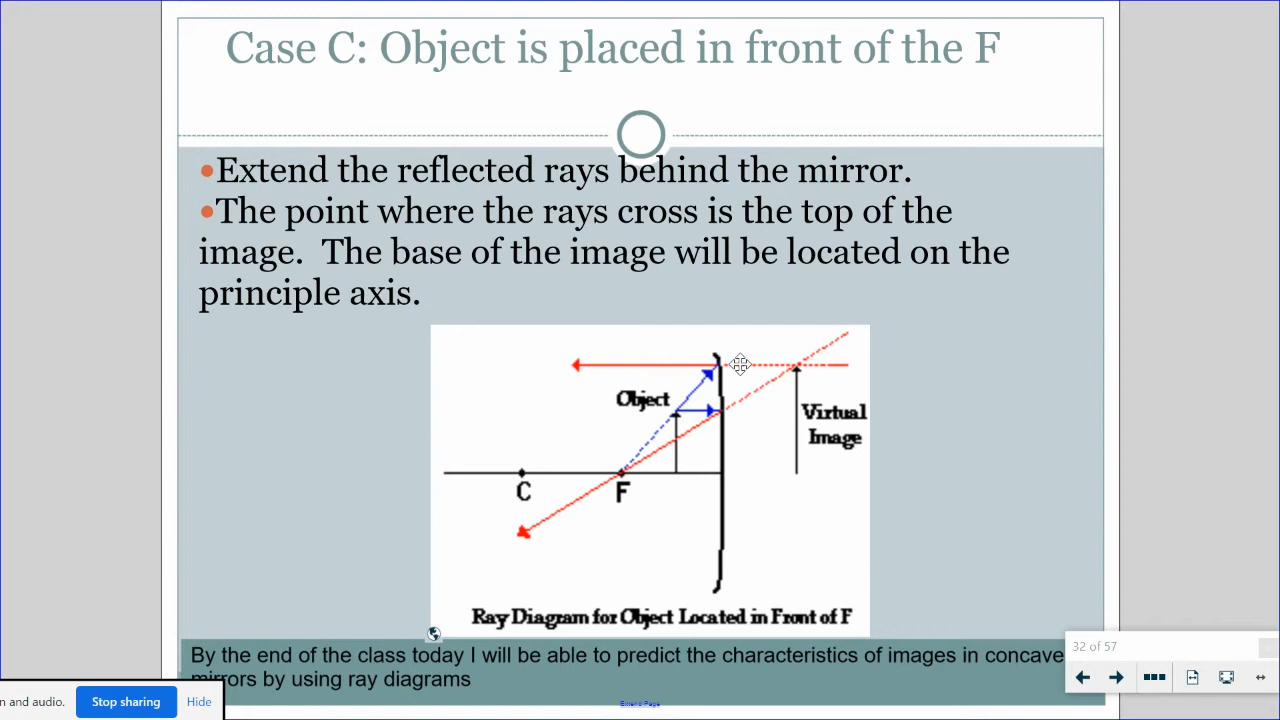 Case C: Object is placed in front of the F
•Extend the reflected rays behind the mirror.
•The point where the rays cross is the top of the
image.  The base of the image will be located on the
principle axis.
Object
Virtual
Image
C
F
Ray Diagram for Object Located in Front of F
By the end of the class today I will be able to predict the characteristics of images in concave
mirrors by using ray diagrams
32 of 57
n and audio.
Stop sharing
Hide
Extend Page